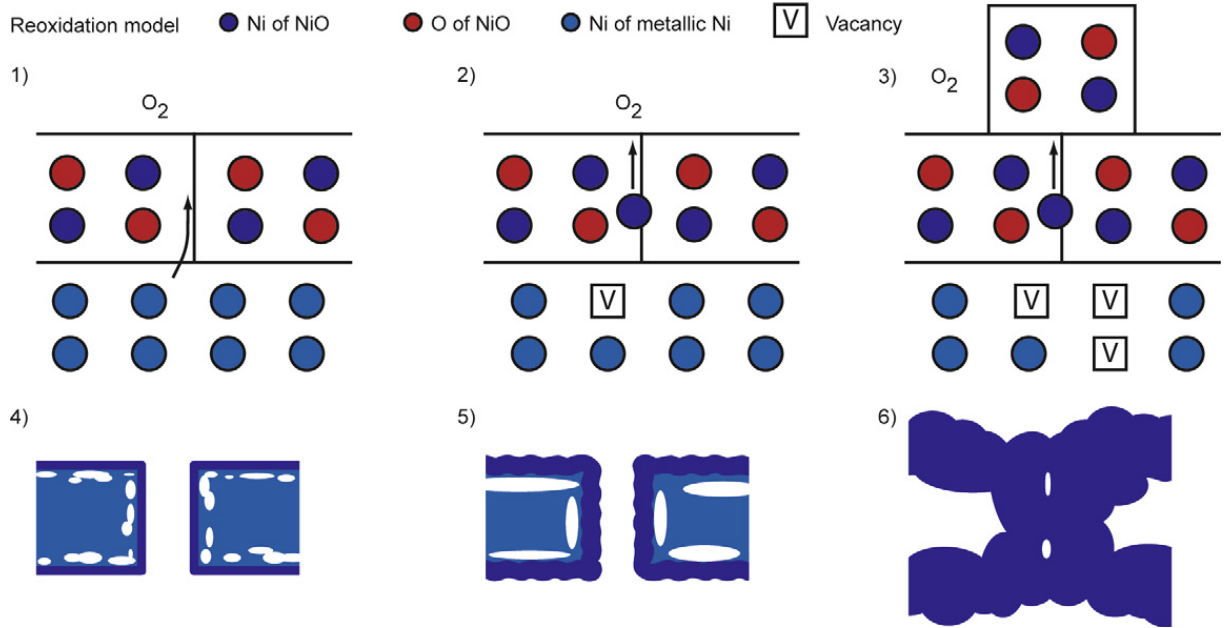 Reoxidation model Ni of NiO O of NiO Ni of metallic Ni V Vacancy
1) 2) 3)
O2 O2 O2
V V V
V
4) 5) 6)